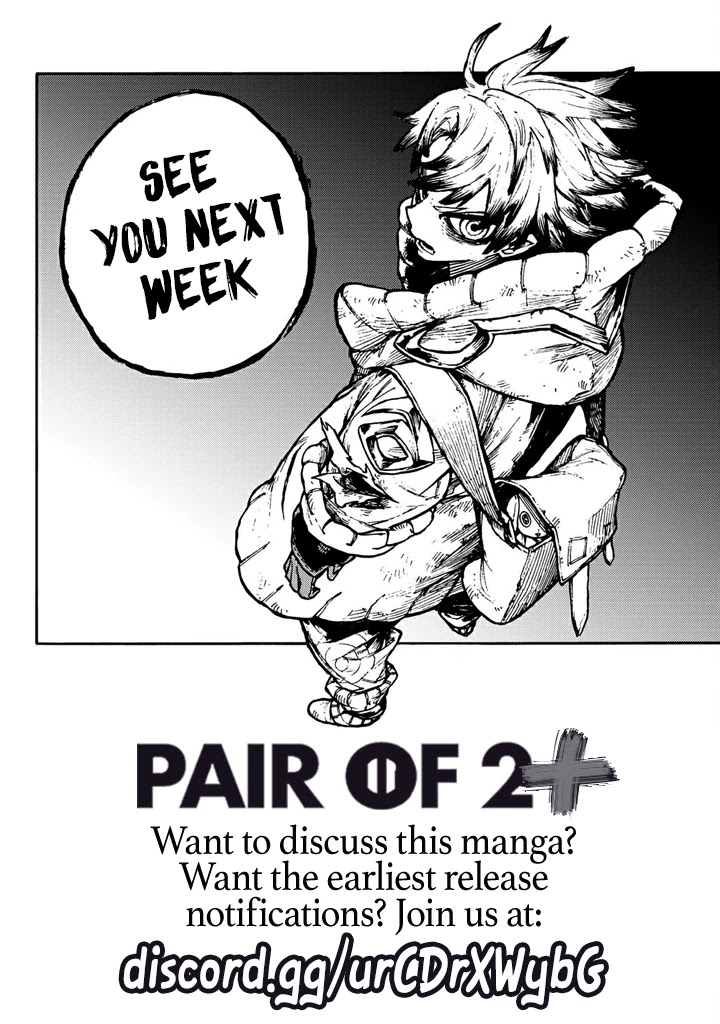 SEE
YOU NEXT
WEEK
PAIR OF 2+
Want to discuss this manga?
Want the earliest release
notifications? Join us at:
discord.gg/urCDrXWybG